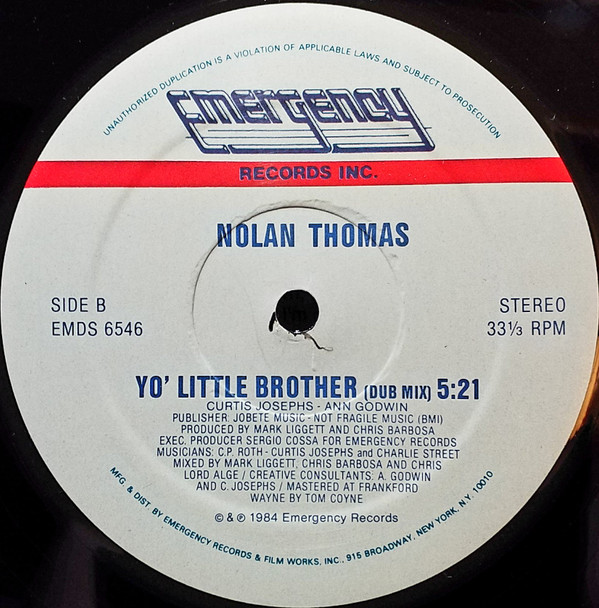 UNAUTHORIZED DUPLICATION IS A VIOLATION OF APPLICABLE LAWS AND SUBJECT TO PROSECUTION
EMERGENCY
RECORDS INC.
NOLAN THOMAS
SIDE B
EMDS 6546
STEREO
33⅓ RPM
YO' LITTLE BROTHER (DUB MIX) 5:21
CURTIS JOSEPHS - ANN GODWIN
PUBLISHER: JOBETE MUSIC - NOT FRAGILE MUSIC (BMI)
PRODUCED BY MARK LIGGETT AND CHRIS BARBOSA
EXEC. PRODUCER SERGIO COSSA FOR EMERGENCY RECORDS
MUSICIANS: C.P. ROTH - CURTIS JOSEPHS and CHARLIE STREET
MIXED BY MARK LIGGETT, CHRIS BARBOSA AND CHRIS
LORD ALGE / CREATIVE CONSULTANTS: A. GODWIN
AND C. JOSEPHS / MASTERED AT FRANKFORD
WAYNE BY TOM COYNE
© & ℗ 1984 Emergency Records
MFG. & DIST. BY EMERGENCY RECORDS & FILM WORKS, INC., 915 BROADWAY, NEW YORK, N.Y. 10010